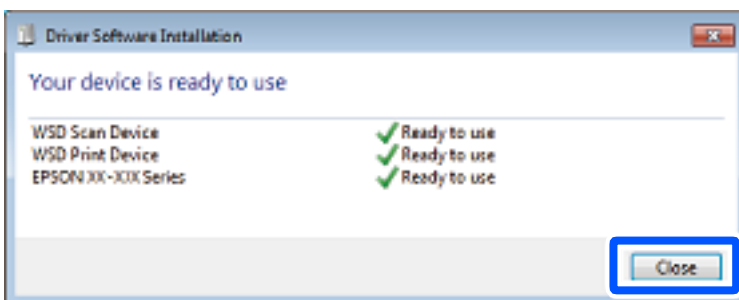 Driver Software Installation
Your device is ready to use
WSD Scan Device Ready to use
WSD Print Device Ready to use
EPSON XX-XXX Series Ready to use
Close